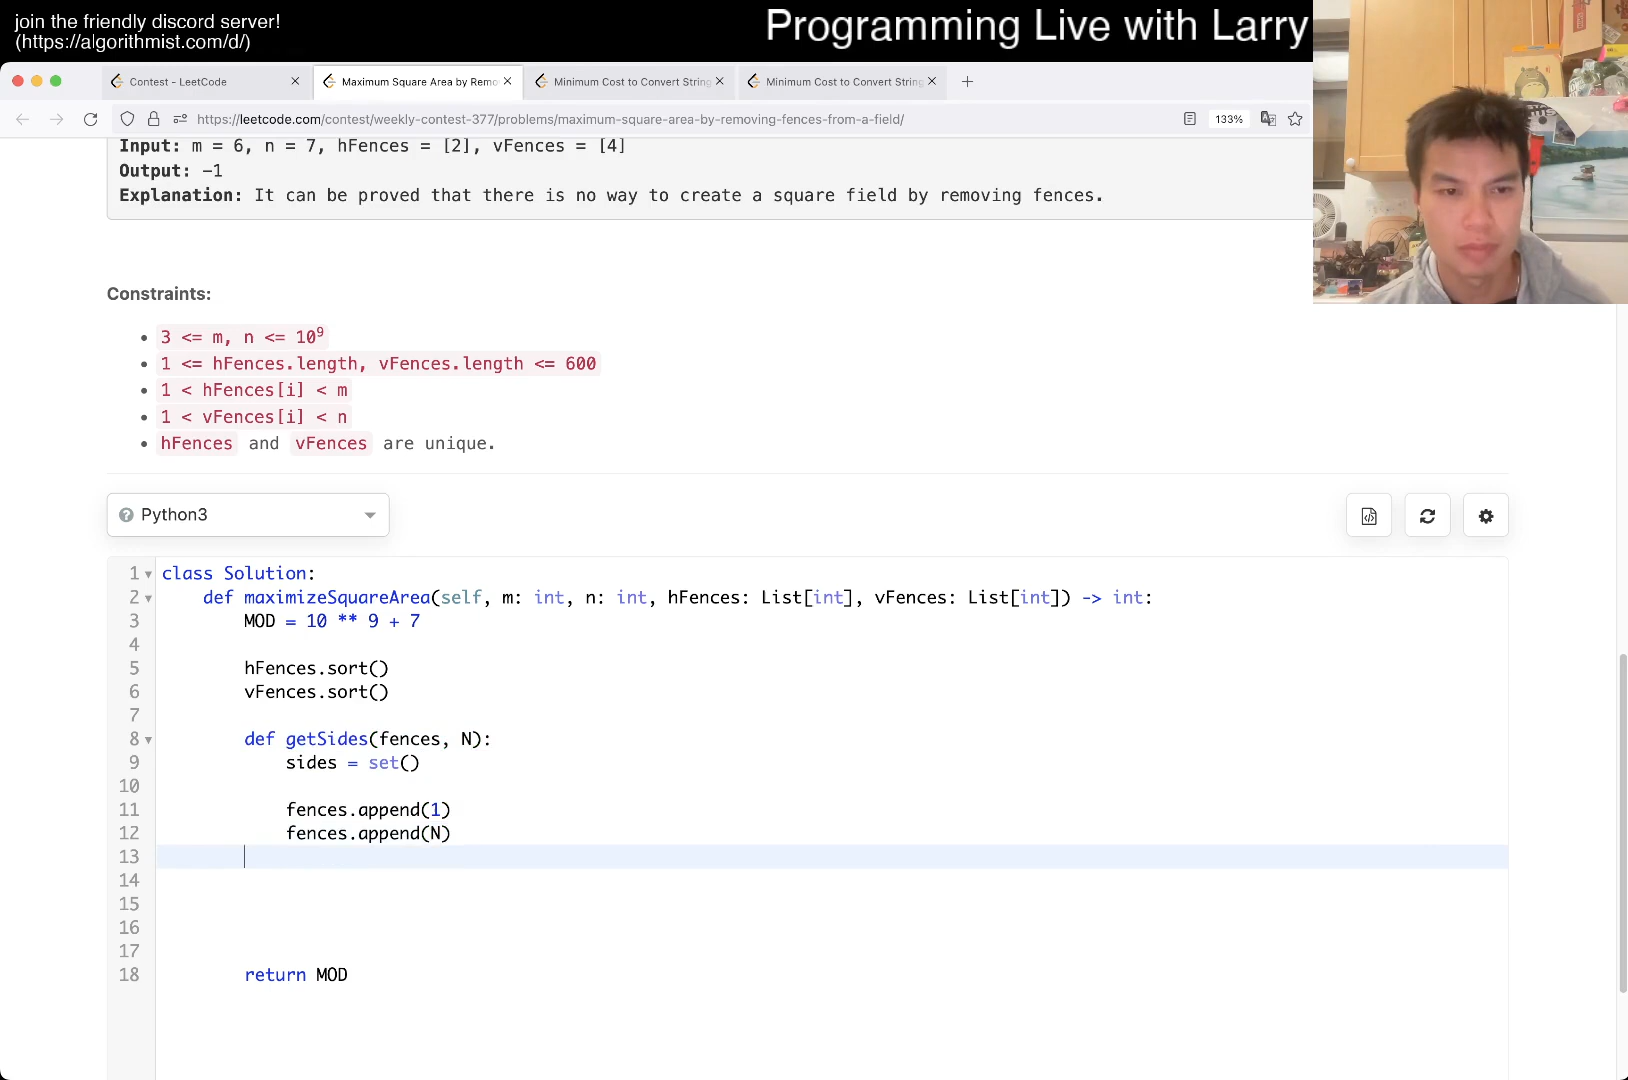 join the friendly discord server!
(https://algorithmist.com/d/)
Programming Live with Larry
Contest - LeetCode
Maximum Square Area by Remo
Minimum Cost to Convert String
Minimum Cost to Convert String
https://leetcode.com/contest/weekly-contest-377/problems/maximum-square-area-by-removing-fences-from-a-field/
133%
Input: m = 6, n = 7, hFences = [2], vFences = [4]
Output: -1
Explanation: It can be proved that there is no way to create a square field by removing fences.
Constraints:
• 3 <= m, n <= 10⁹
• 1 <= hFences.length, vFences.length <= 600
• 1 < hFences[i] < m
• 1 < vFences[i] < n
• hFences and vFences are unique.
Python3
1 class Solution:
2 def maximizeSquareArea(self, m: int, n: int, hFences: List[int], vFences: List[int]) -> int:
3 MOD = 10 ** 9 + 7
4
5 hFences.sort()
6 vFences.sort()
7
8 def getSides(fences, N):
9 sides = set()
10
11 fences.append(1)
12 fences.append(N)
13
14
15
16
17
18 return MOD